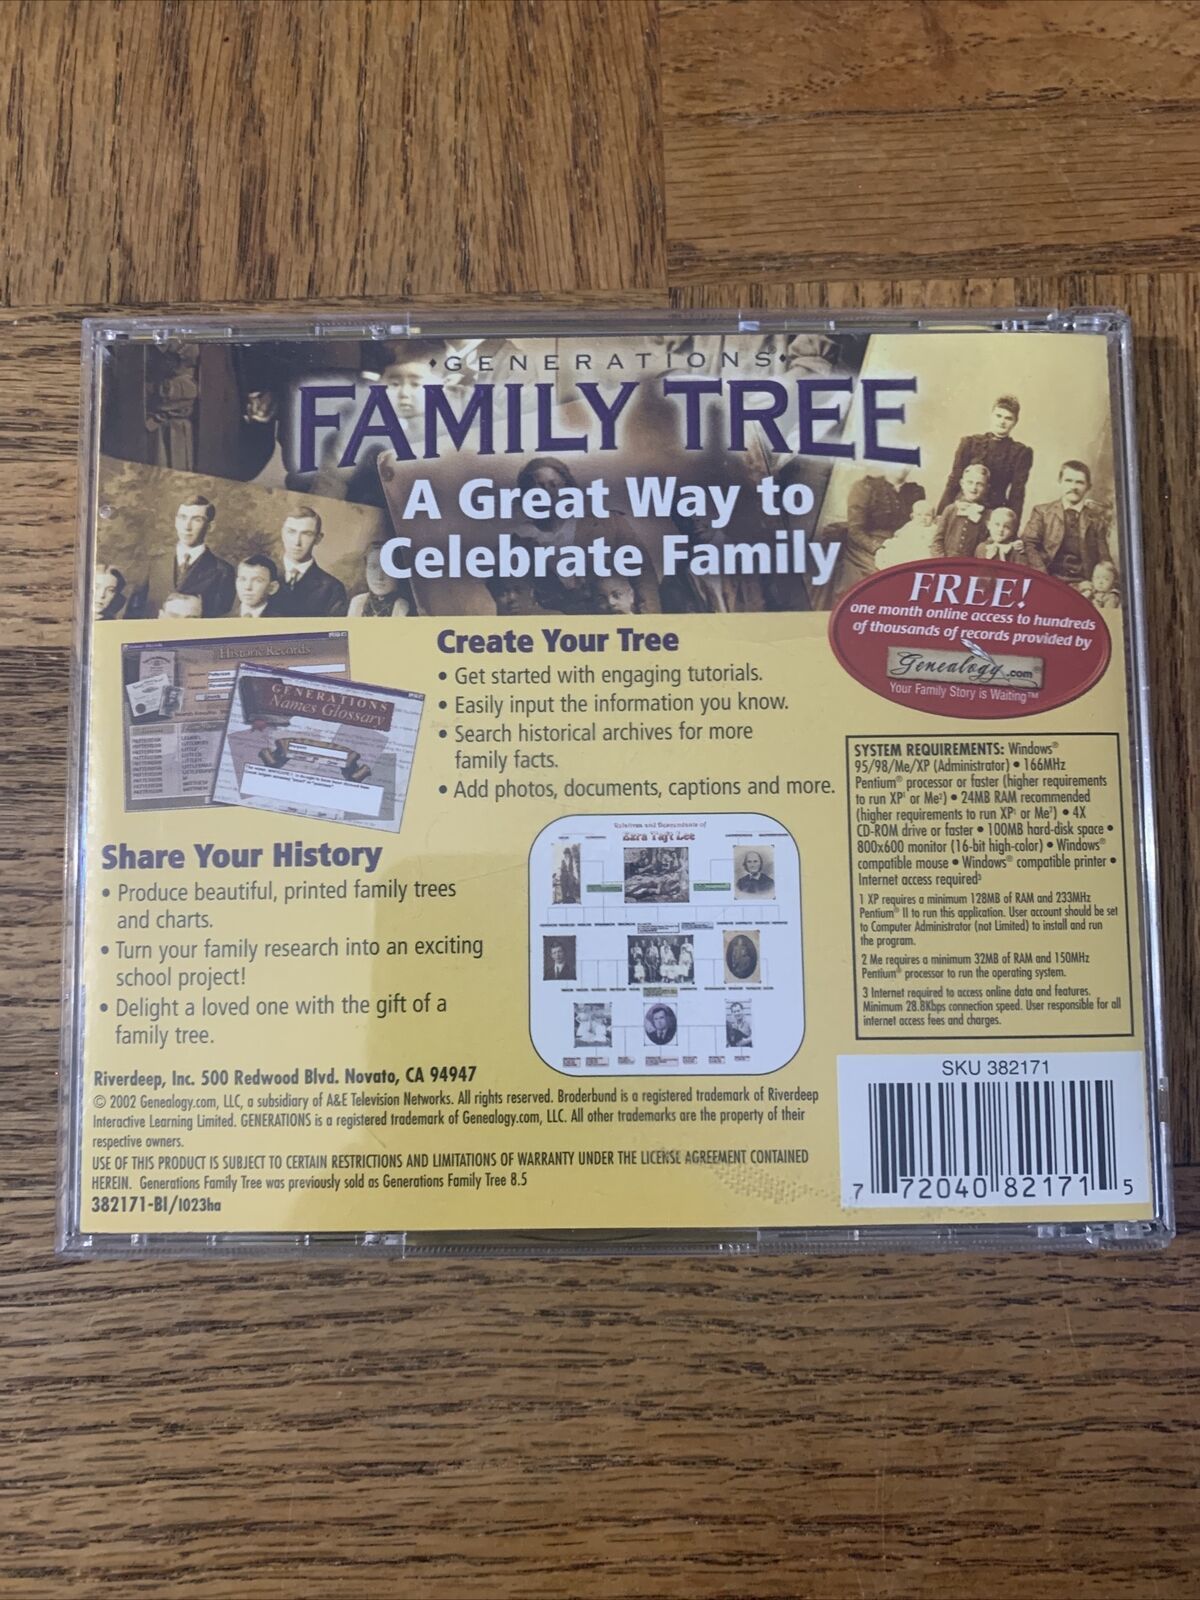 GENERATIONS
FAMILY TREE
A Great Way to
Celebrate Family
FREE!
one month online access to hundreds
of thousands of records provided by
Genealogy.com
Your Family Story is Waiting™
Historic Records
GENERATIONS
Names Glossary
Create Your Tree
• Get started with engaging tutorials.
• Easily input the information you know.
• Search historical archives for more
family facts.
• Add photos, documents, captions and more.
Share Your History
• Produce beautiful, printed family trees
and charts.
• Turn your family research into an exciting
school project!
• Delight a loved one with the gift of a
family tree.
Relatives and Descendants of
Ezra Taft Lee
SYSTEM REQUIREMENTS: Windows®
95/98/Me/XP (Administrator) • 166MHz
Pentium® processor or faster (higher requirements
to run XP¹ or Me²) • 24MB RAM recommended
(higher requirements to run XP¹ or Me²) • 4X
CD-ROM drive or faster • 100MB hard-disk space •
800x600 monitor (16-bit high-color) • Windows®
compatible mouse • Windows® compatible printer •
Internet access required³
1 XP requires a minimum 128MB of RAM and 233MHz
Pentium® II to run this application. User account should be set
to Computer Administrator (not Limited) to install and run
the program.
2 Me requires a minimum 32MB of RAM and 150MHz
Pentium® processor to run the operating system.
3 Internet required to access online data and features.
Minimum 28.8Kbps connection speed. User responsible for all
internet access fees and charges.
Riverdeep, Inc. 500 Redwood Blvd. Novato, CA 94947
© 2002 Genealogy.com, LLC, a subsidiary of A&E Television Networks. All rights reserved. Broderbund is a registered trademark of Riverdeep
Interactive Learning Limited. GENERATIONS is a registered trademark of Genealogy.com, LLC. All other trademarks are the property of their
respective owners.
USE OF THIS PRODUCT IS SUBJECT TO CERTAIN RESTRICTIONS AND LIMITATIONS OF WARRANTY UNDER THE LICENSE AGREEMENT CONTAINED
HEREIN. Generations Family Tree was previously sold as Generations Family Tree 8.5
382171-BI/1023ha
SKU 382171
7 72040 82171 5